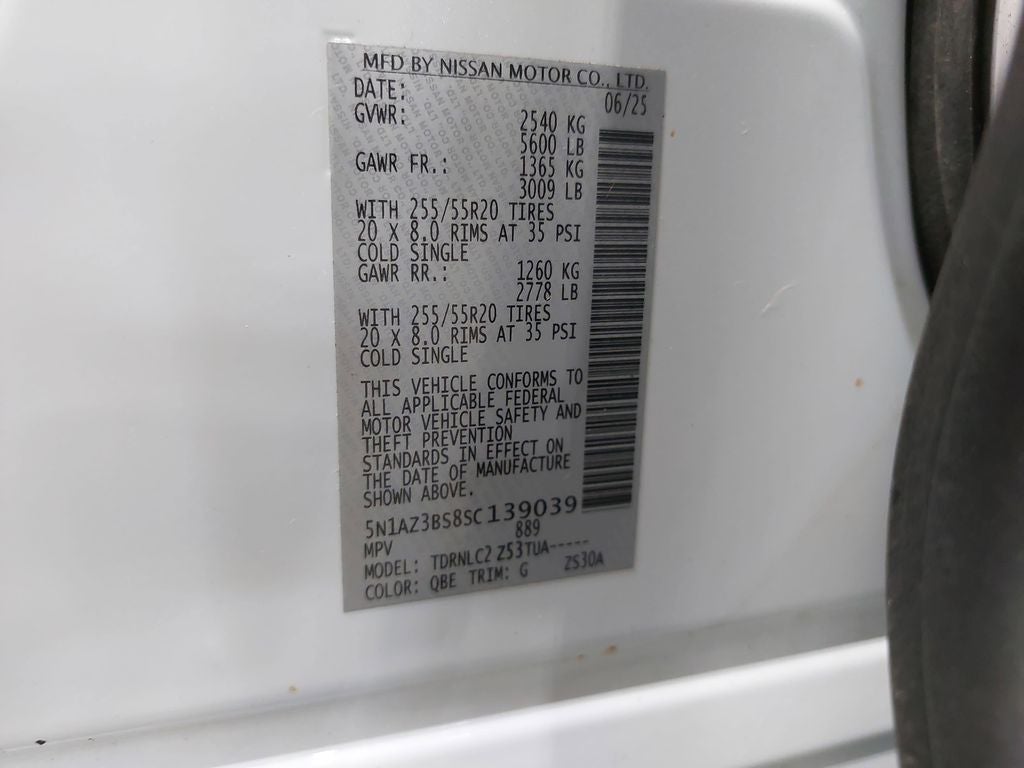 MFD BY NISSAN MOTOR CO., LTD.
DATE: 06/25
GVWR: 2540 KG
5600 LB
GAWR FR.: 1365 KG
3009 LB
WITH 255/55R20 TIRES
20 X 8.0 RIMS AT 35 PSI
COLD SINGLE
GAWR RR.: 1260 KG
2778 LB
WITH 255/55R20 TIRES
20 X 8.0 RIMS AT 35 PSI
COLD SINGLE
THIS VEHICLE CONFORMS TO
ALL APPLICABLE FEDERAL
MOTOR VEHICLE SAFETY AND
THEFT PREVENTION
STANDARDS IN EFFECT ON
THE DATE OF MANUFACTURE
SHOWN ABOVE.
5N1AZ3BS8SC139039
MPV 889
MODEL: TDRNLC2 Z53TUA-----
COLOR: QBE TRIM: G ZS30A